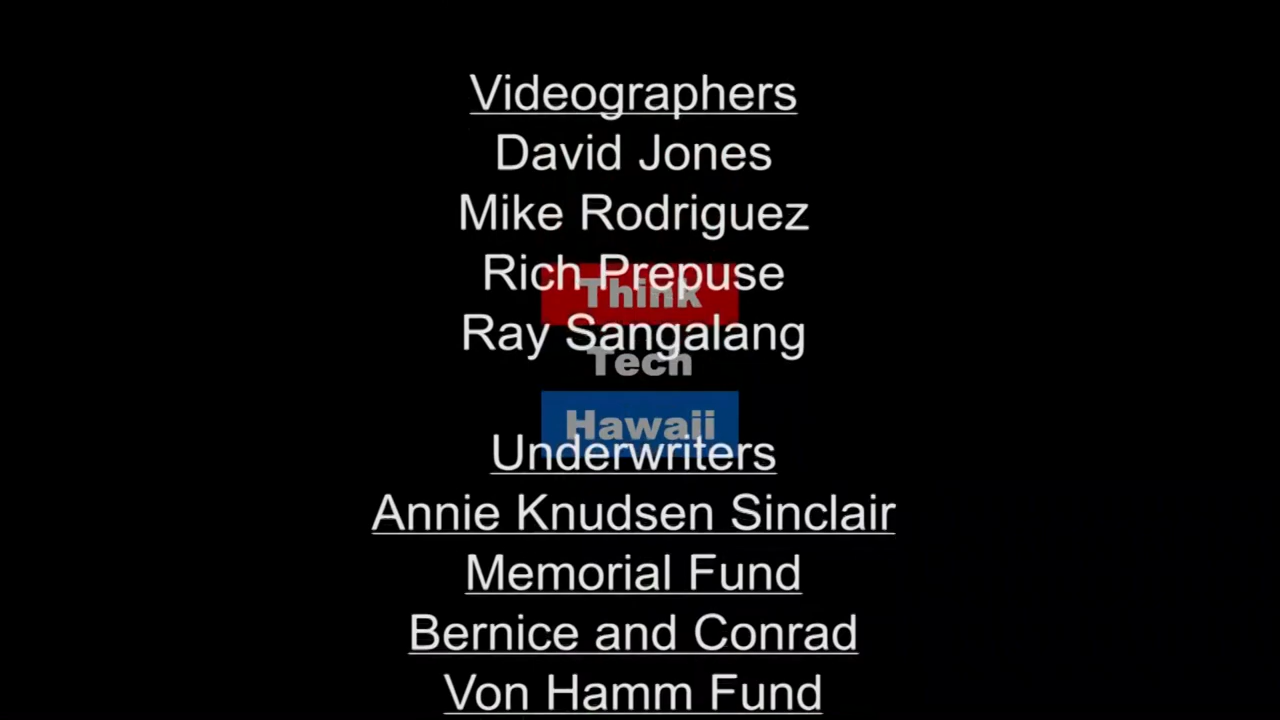 Videographers
David Jones
Mike Rodriguez
Rich Prepuse
Think
Ray Sangalang
Tech
Hawaii
Underwriters
Annie Knudsen Sinclair
Memorial Fund
Bernice and Conrad
Von Hamm Fund